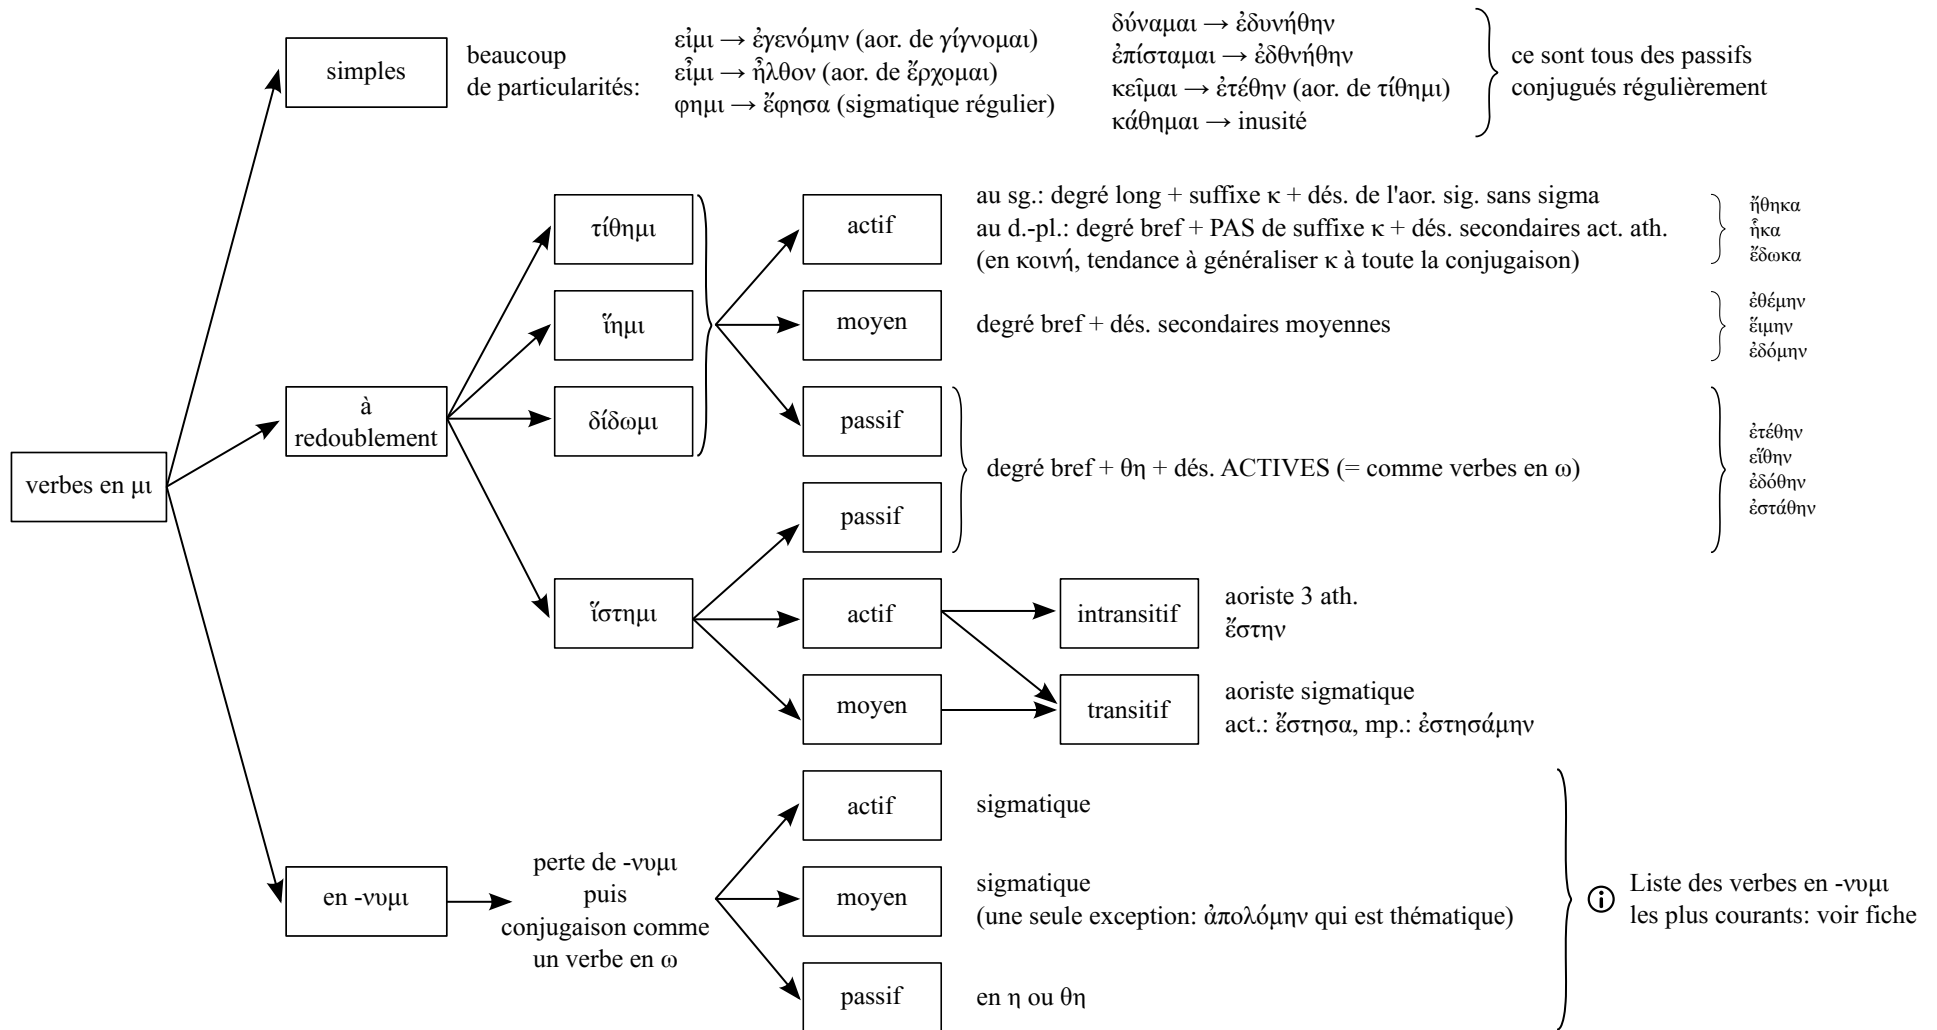 simples
beaucoup
de particularités:
εἰμι → ἐγενόμην (aor. de γίγνομαι)
εἶμι → ἦλθον (aor. de ἔρχομαι)
φημι → ἔφησα (sigmatique régulier)
δύναμαι → ἐδυνήθην
ἐπίσταμαι → ἐδθνήθην
κεῖμαι → ἐτέθην (aor. de τίθημι)
κάθημαι → inusité
ce sont tous des passifs
conjugués régulièrement
τίθημι
actif
au sg.: degré long + suffixe κ + dés. de l'aor. sig. sans sigma
au d.-pl.: degré bref + PAS de suffixe κ + dés. secondaires act. ath.
(en κοινή, tendance à généraliser κ à toute la conjugaison)
ἤθηκα
ἧκα
ἔδωκα
ἵημι
moyen
degré bref + dés. secondaires moyennes
ἐθέμην
εἵμην
ἐδόμην
à
redoublement
δίδωμι
passif
degré bref + θη + dés. ACTIVES (= comme verbes en ω)
ἐτέθην
εἵθην
ἐδόθην
ἐστάθην
verbes en μι
passif
ἵστημι
actif
intransitif
aoriste 3 ath.
ἔστην
moyen
transitif
aoriste sigmatique
act.: ἔστησα, mp.: ἐστησάμην
actif
sigmatique
en -νυμι
perte de -νυμι
puis
conjugaison comme
un verbe en ω
moyen
sigmatique
(une seule exception: ἀπολόμην qui est thématique)
Liste des verbes en -νυμι
les plus courants: voir fiche
passif
en η ou θη